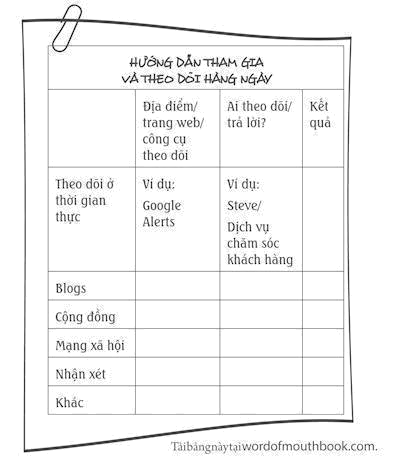 HƯỚNG DẪN THAM GIA
VÀ THEO DÕI HÀNG NGÀY
Địa điểm/
trang web/
công cụ
theo dõi
Ai theo dõi/
trả lời?
Kết
quả
Theo dõi ở
thời gian
thực
Ví dụ:
Google
Alerts
Ví dụ:
Steve/
Dịch vụ
chăm sóc
khách hàng
Blogs
Cộng đồng
Mạng xã hội
Nhận xét
Khác
Tảibảngnàytạiwordofmouthbook.com.